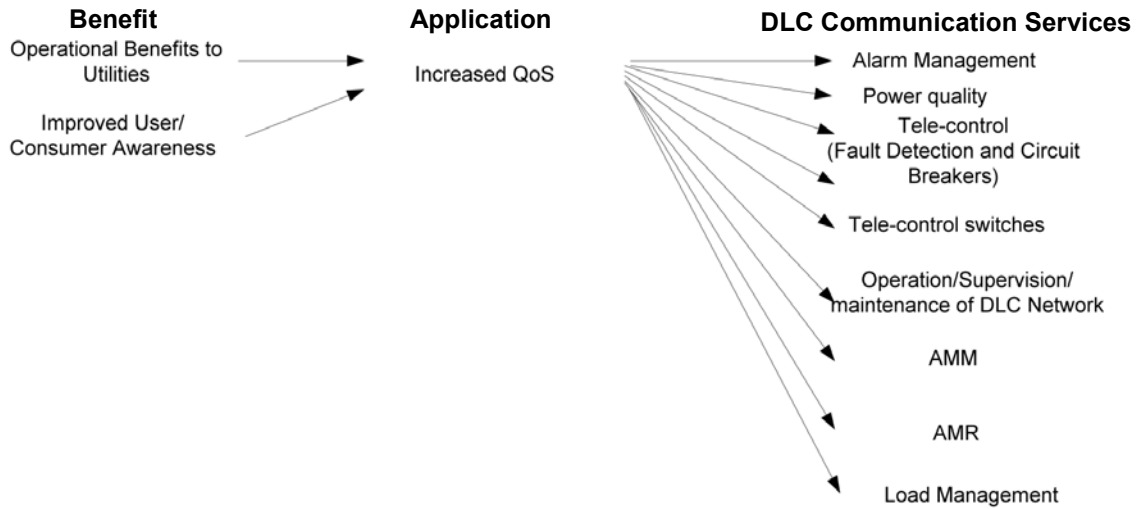 Benefit
Application
DLC Communication Services
Operational Benefits to
Utilities
Improved User/
Consumer Awareness
Increased QoS
Alarm Management
Power quality
Tele-control
(Fault Detection and Circuit
Breakers)
Tele-control switches
Operation/Supervision/
maintenance of DLC Network
AMM
AMR
Load Management